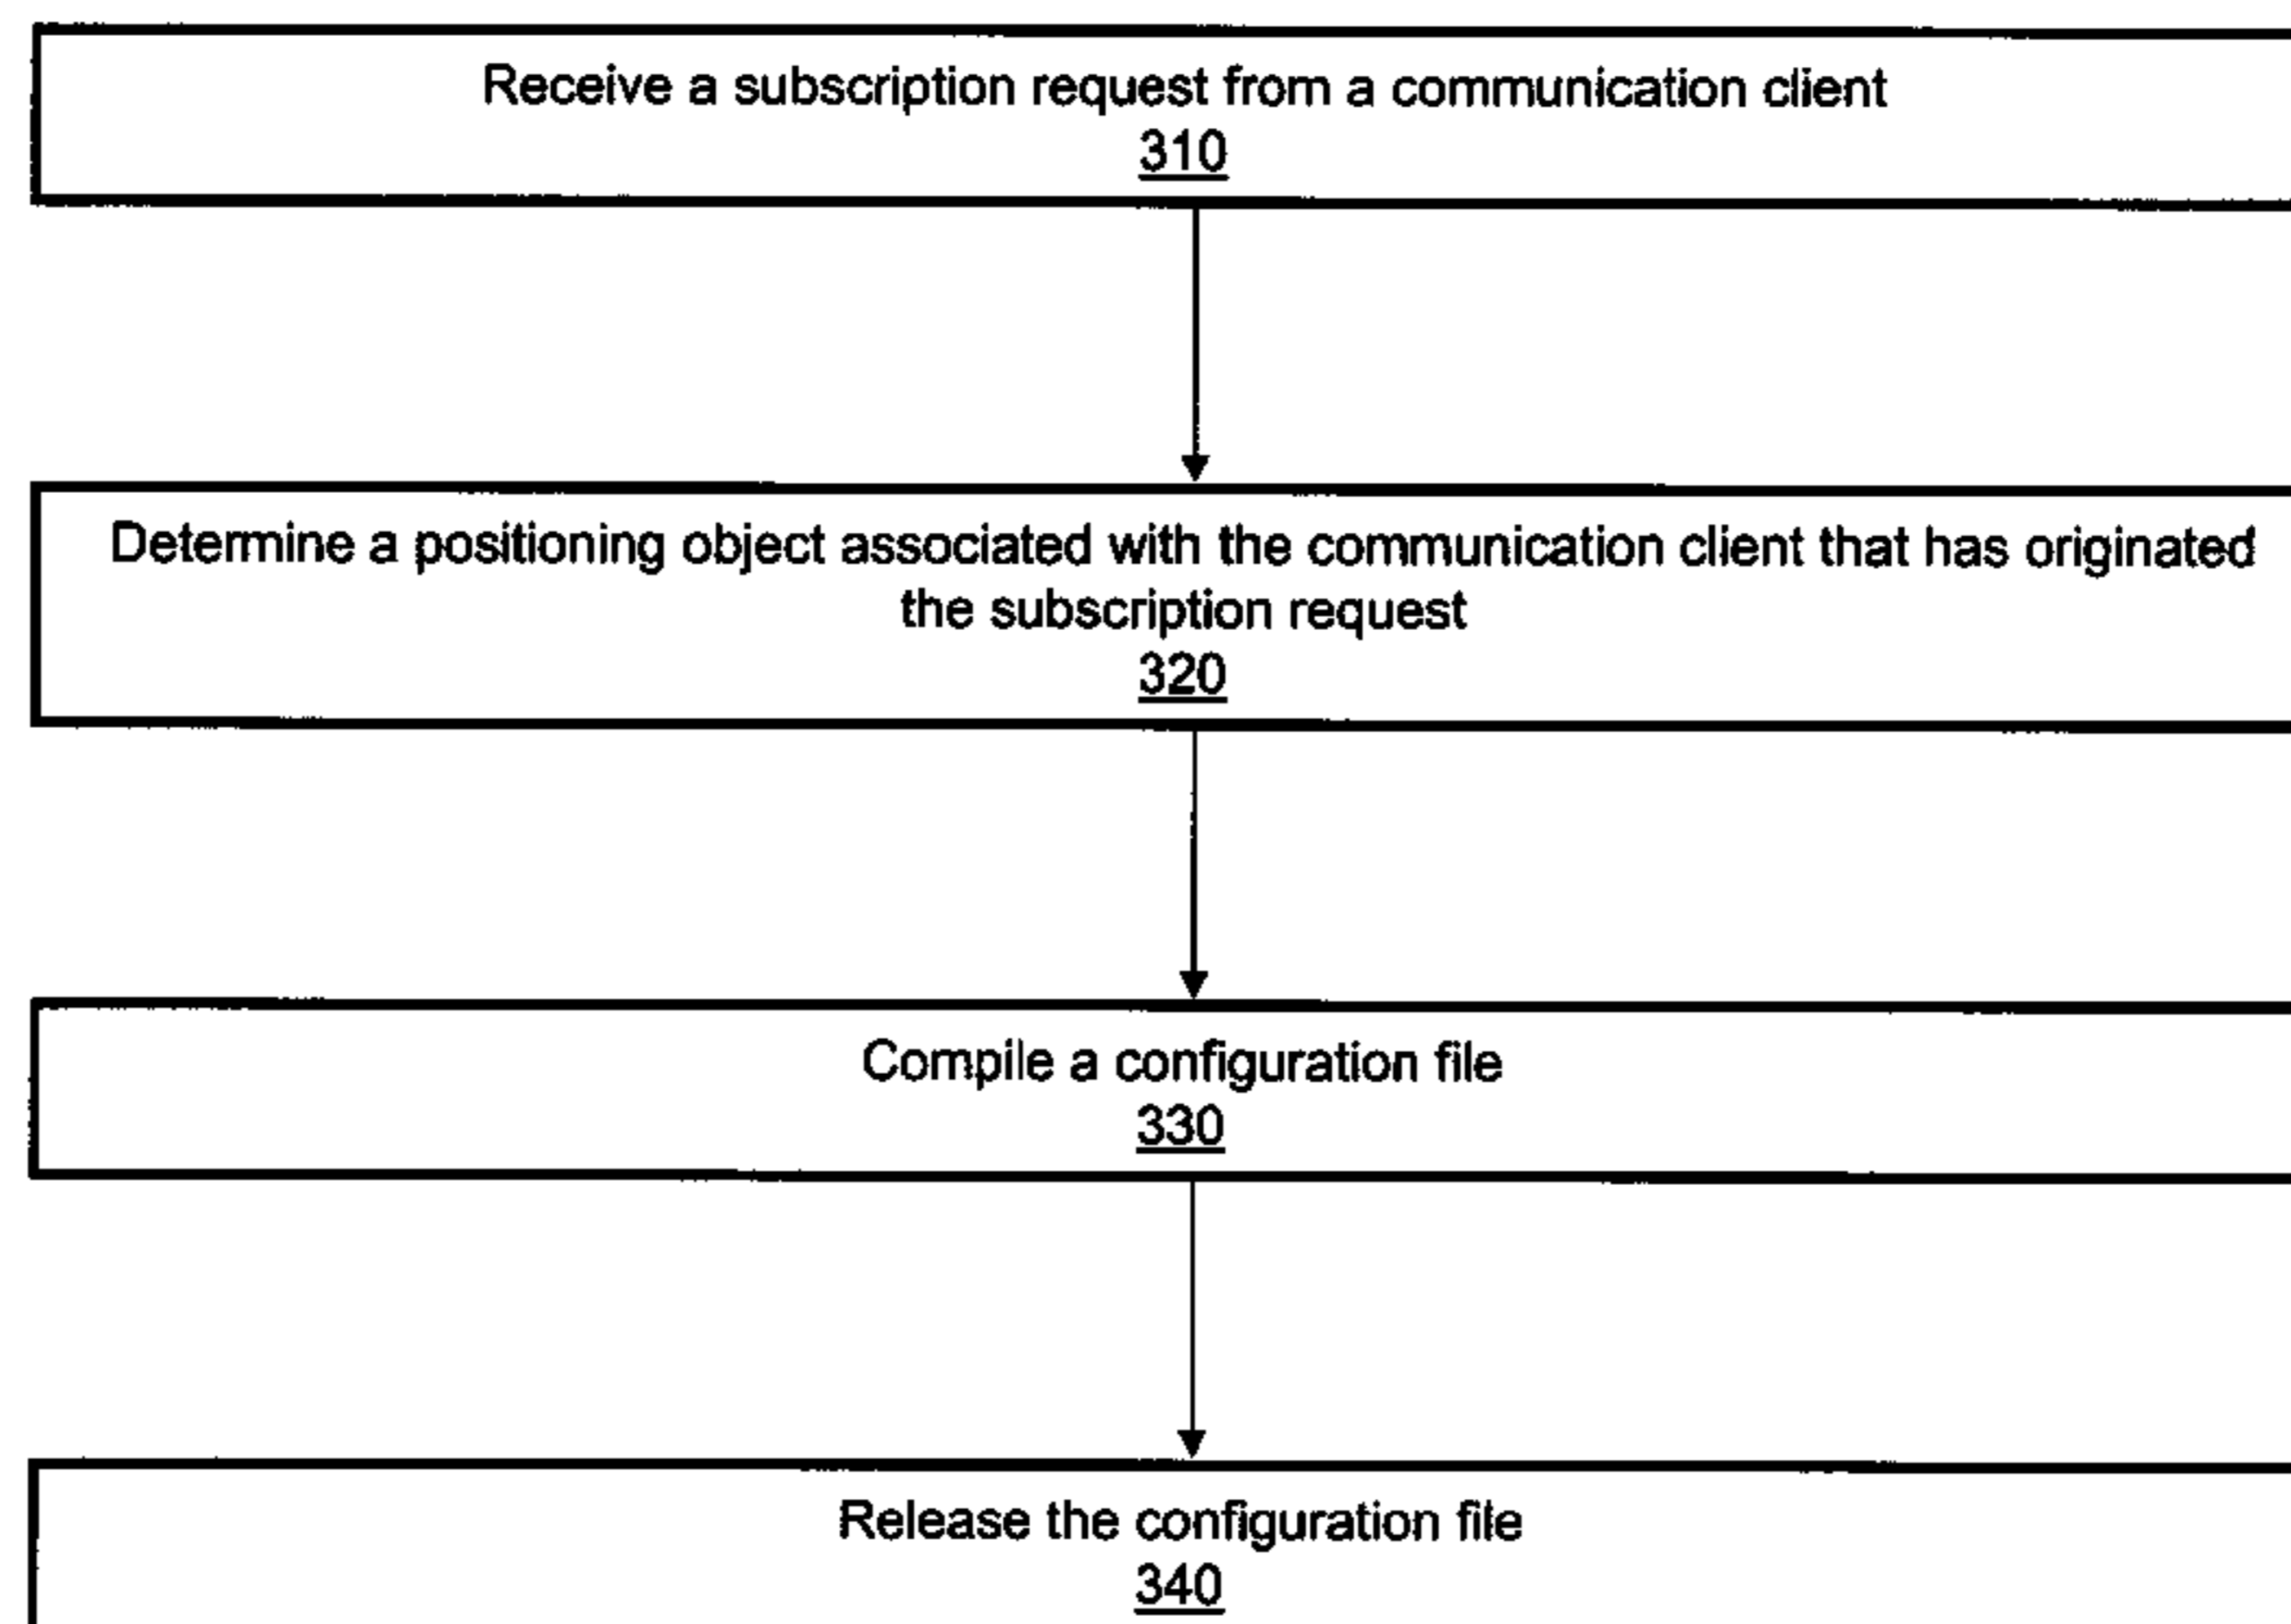 Receive a subscription request from a communication client
310
Determine a positioning object associated with the communication client that has originated
the subscription request
320
Compile a configuration file
330
Release the configuration file
340